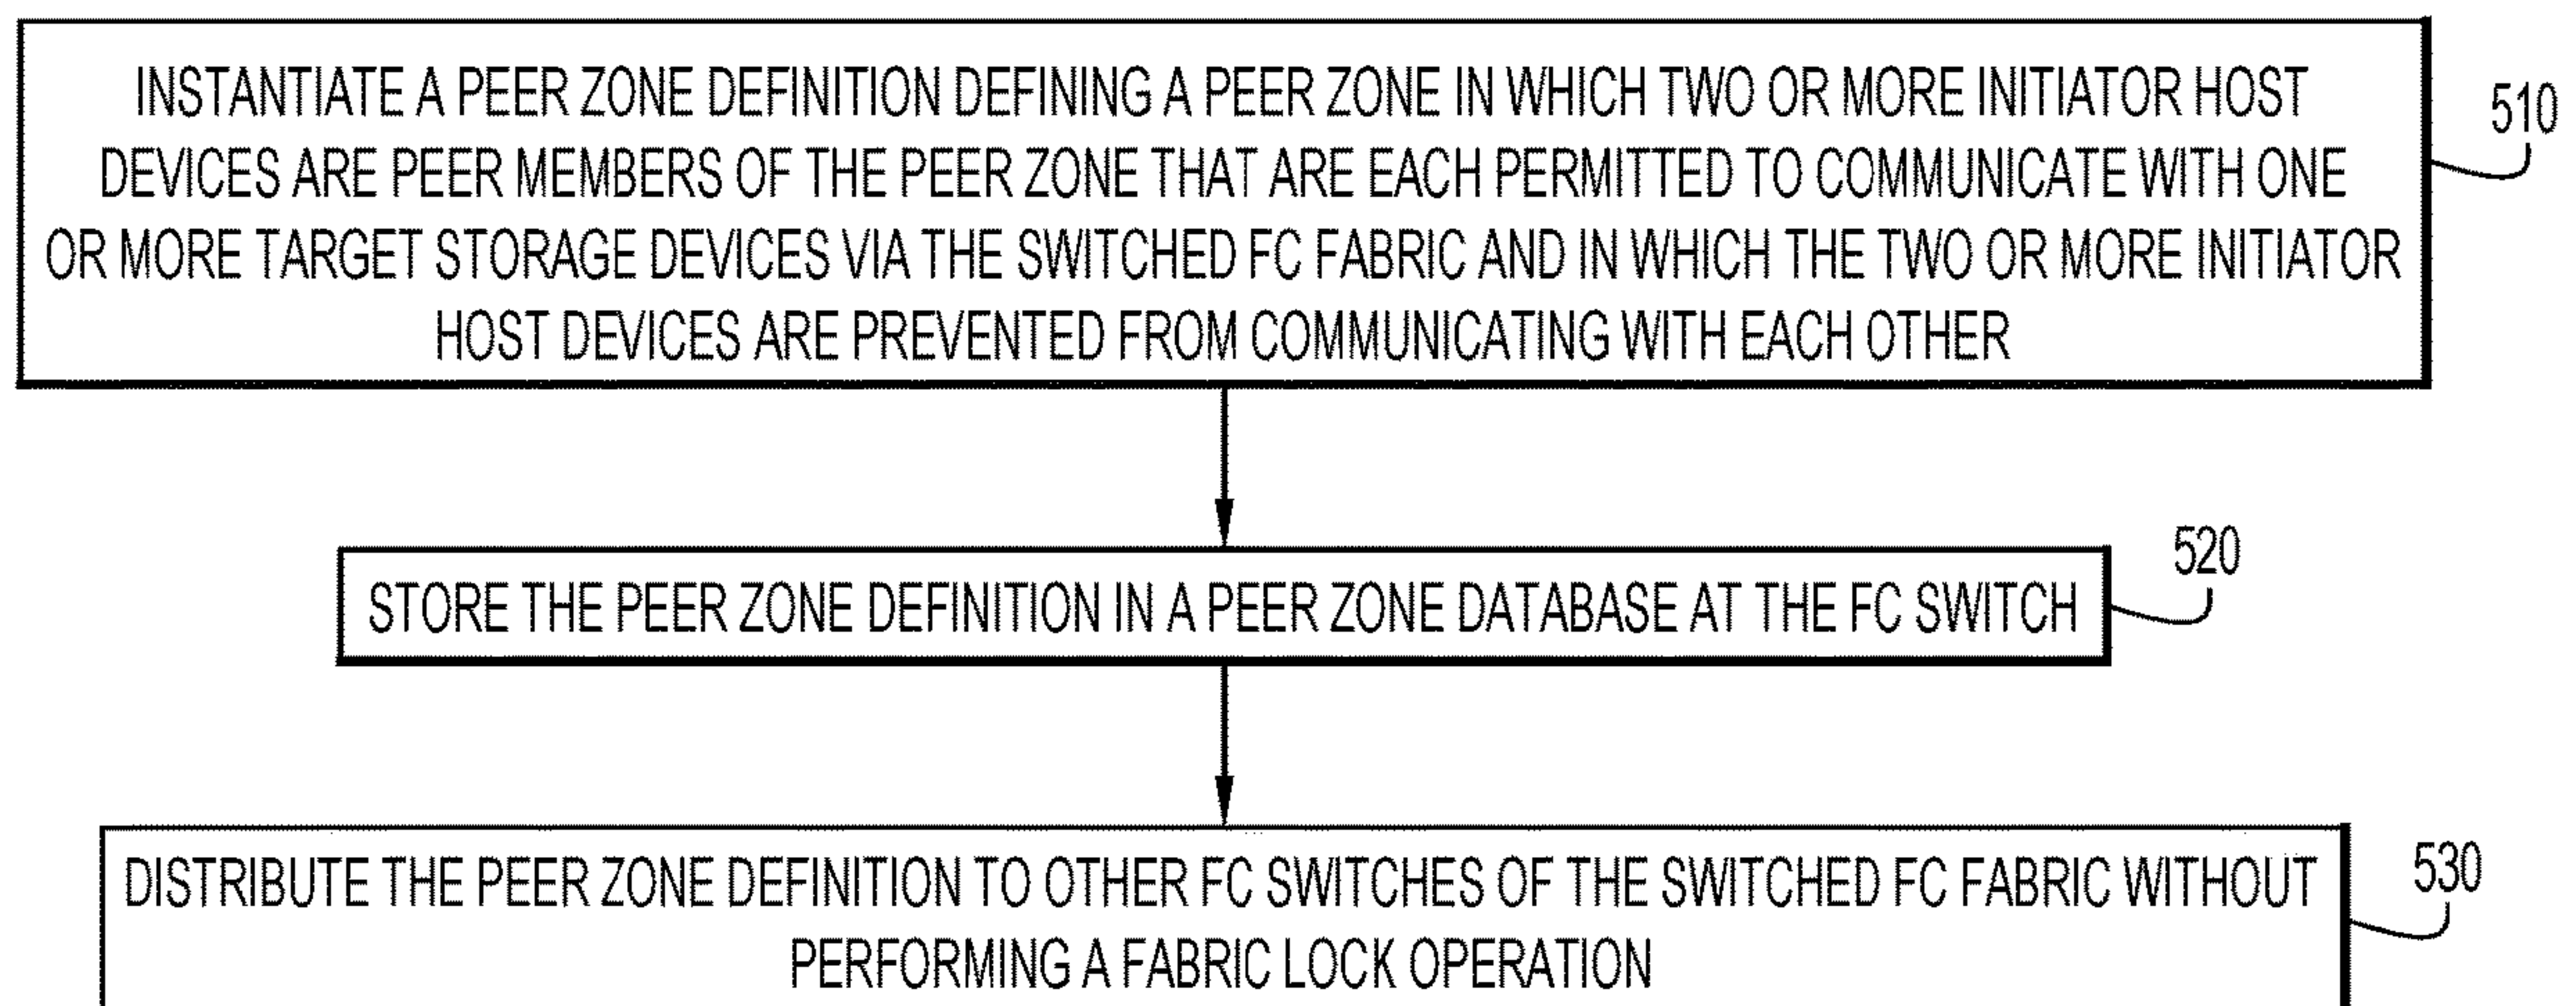 INSTANTIATE A PEER ZONE DEFINITION DEFINING A PEER ZONE IN WHICH TWO OR MORE INITIATOR HOST
DEVICES ARE PEER MEMBERS OF THE PEER ZONE THAT ARE EACH PERMITTED TO COMMUNICATE WITH ONE
OR MORE TARGET STORAGE DEVICES VIA THE SWITCHED FC FABRIC AND IN WHICH THE TWO OR MORE INITIATOR
HOST DEVICES ARE PREVENTED FROM COMMUNICATING WITH EACH OTHER
510
STORE THE PEER ZONE DEFINITION IN A PEER ZONE DATABASE AT THE FC SWITCH
520
DISTRIBUTE THE PEER ZONE DEFINITION TO OTHER FC SWITCHES OF THE SWITCHED FC FABRIC WITHOUT
PERFORMING A FABRIC LOCK OPERATION
530